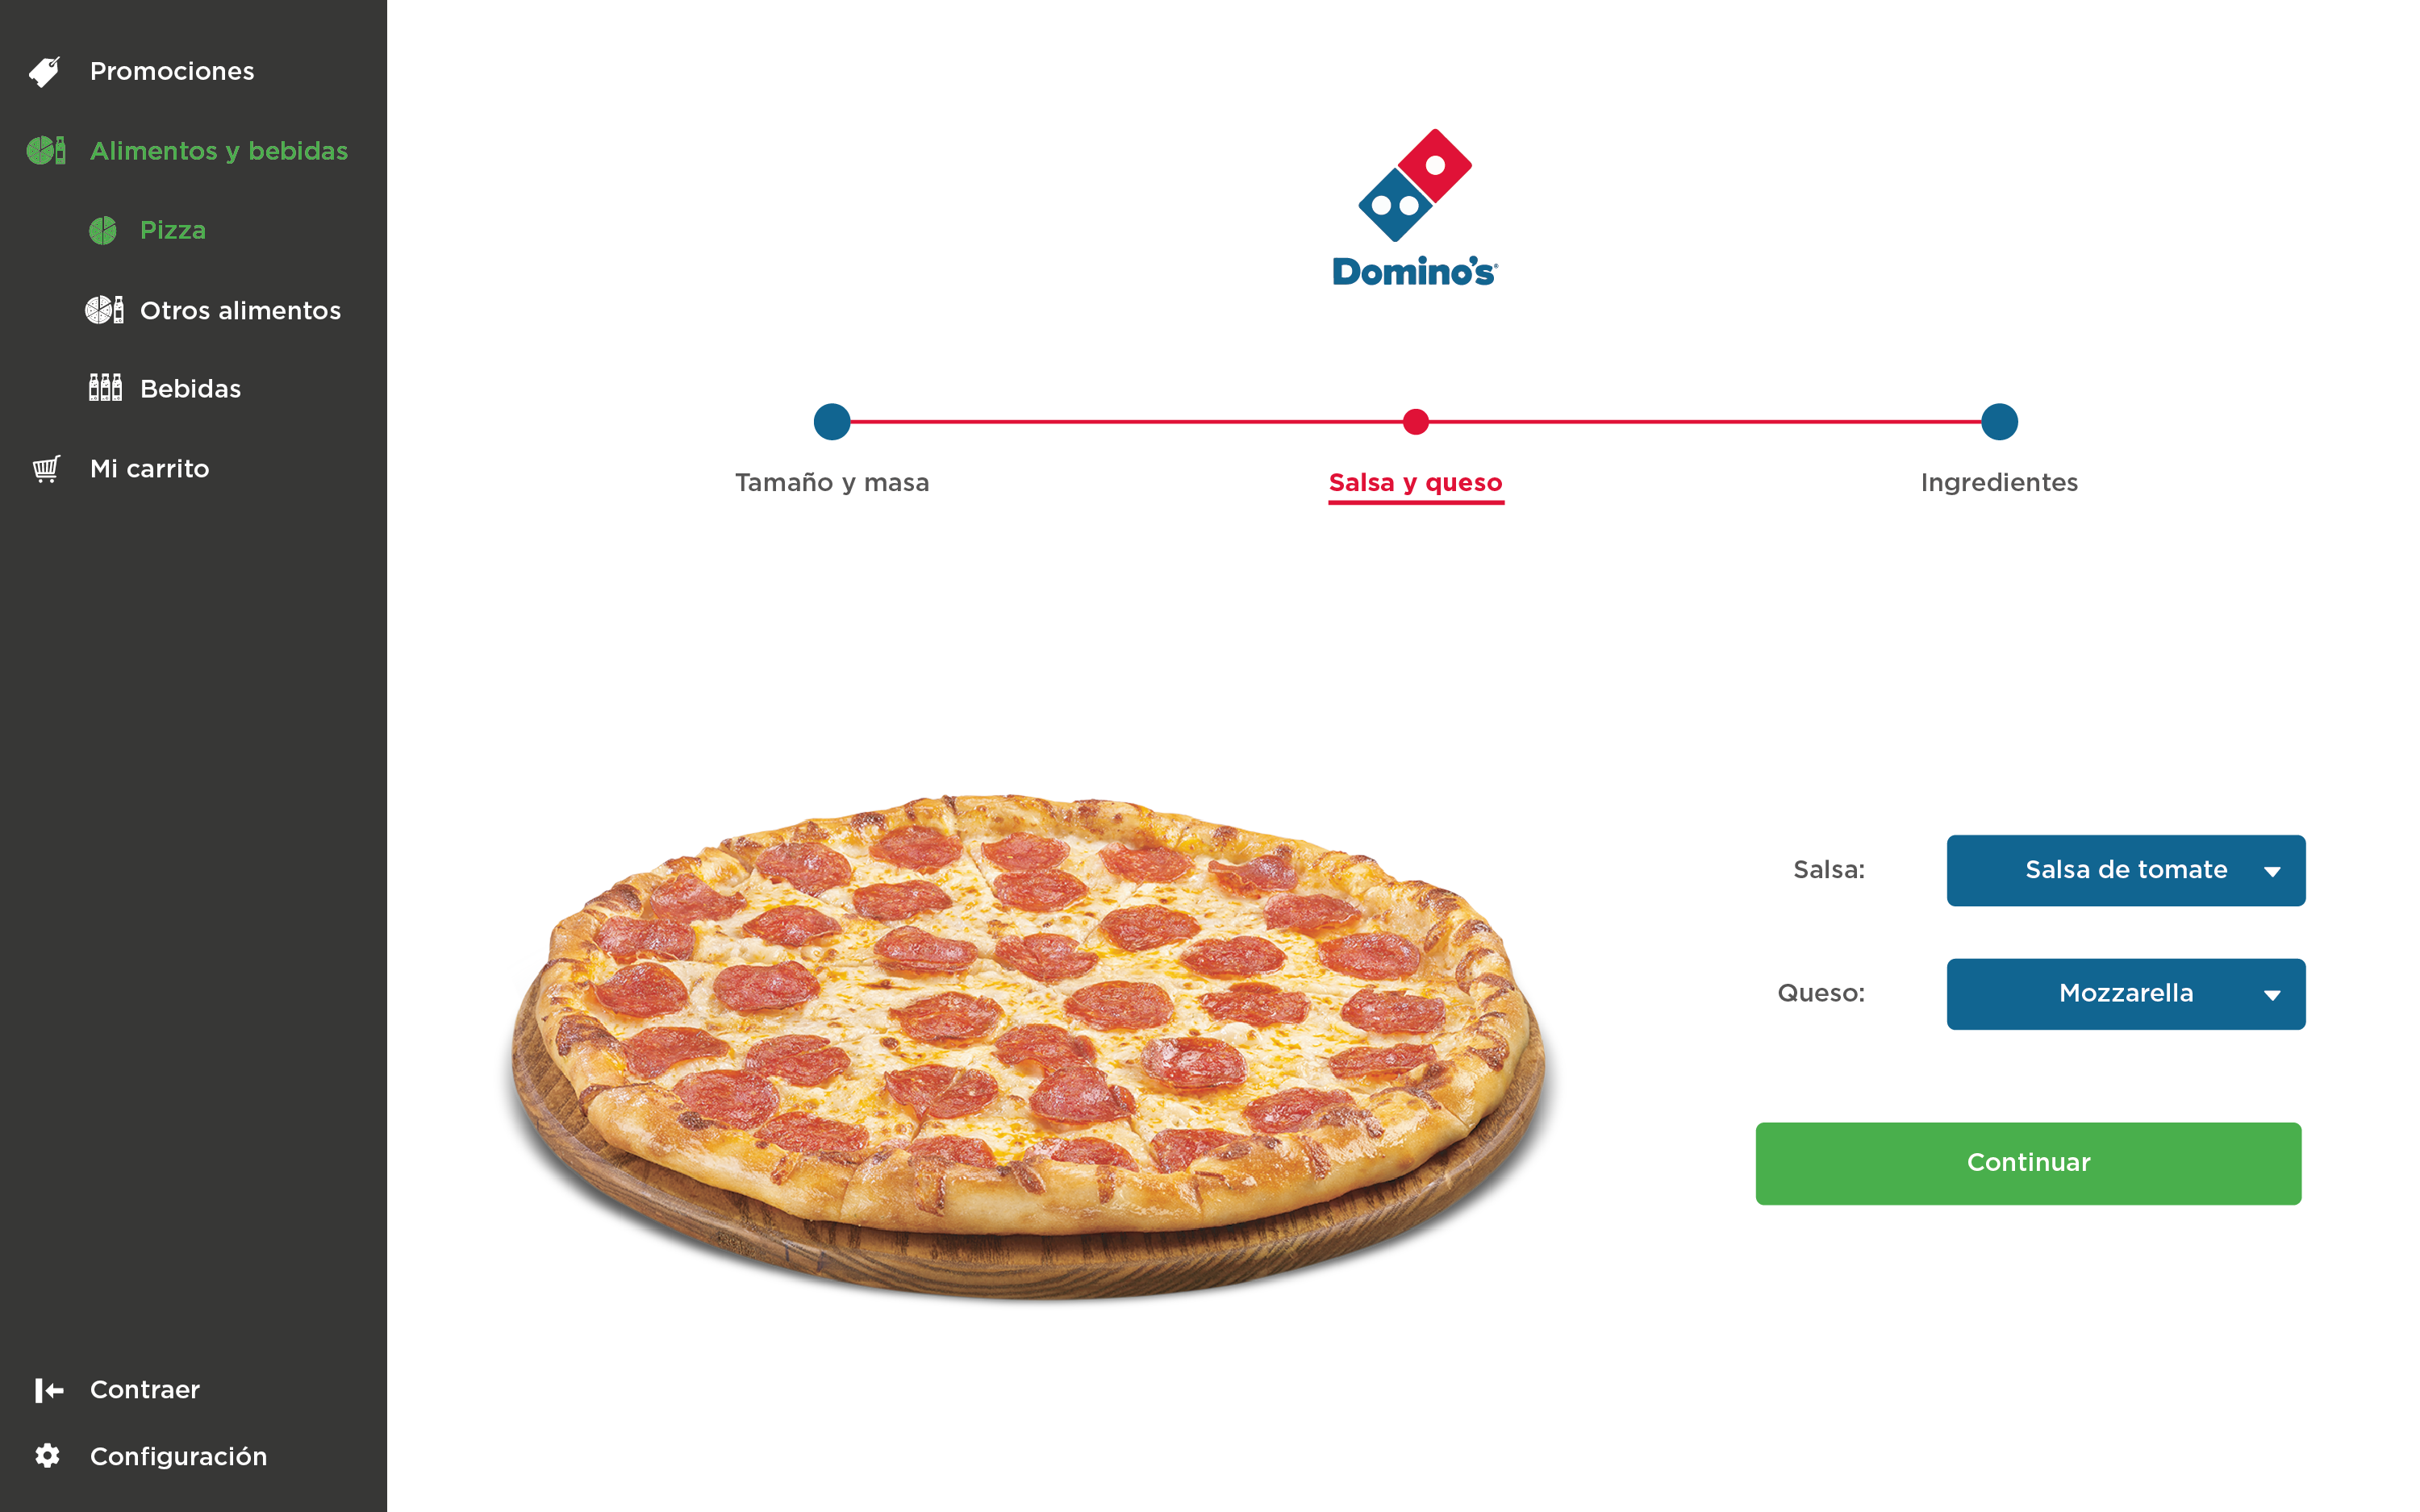 Promociones
Alimentos y bebidas
Pizza
Otros alimentos
Bebidas
Mi carrito
Contraer
Configuración
Domino's®
Tamaño y masa
Salsa y queso
Ingredientes
Salsa:
Salsa de tomate
Queso:
Mozzarella
Continuar